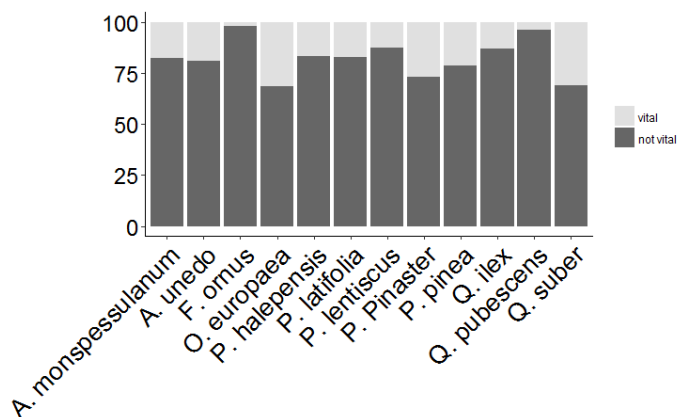 100
75
50
25
0
vital
not vital
A. monspessulanum
A. unedo
F. ornus
O. europaea
P. halepensis
P. latifolia
P. lentiscus
P. Pinaster
P. pinea
Q. ilex
Q. pubescens
Q. suber